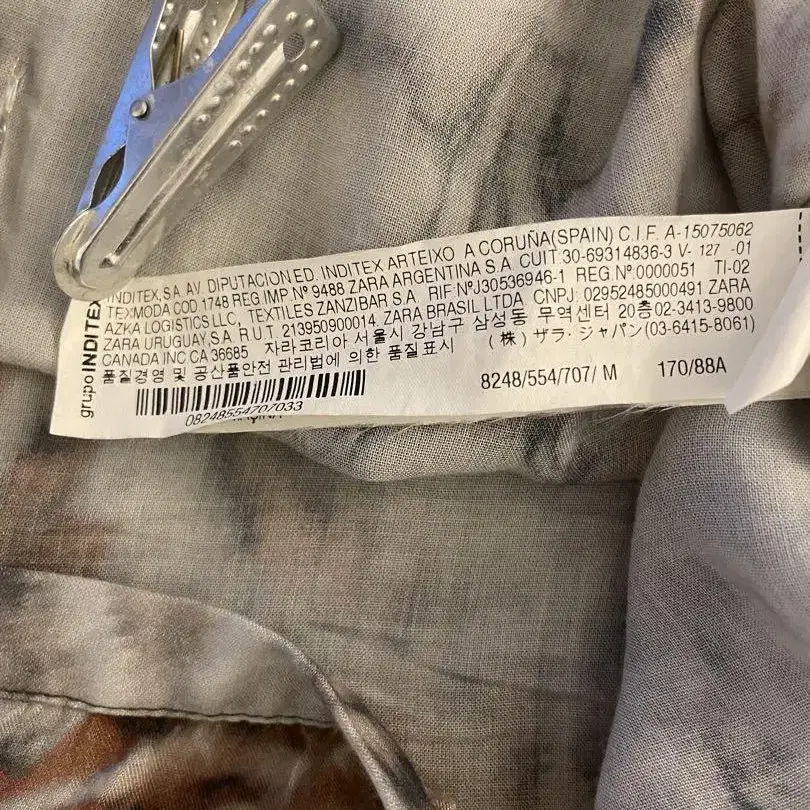 grupo INDITEX
INDITEX, S.A. AV. DIPUTACION ED. INDITEX ARTEIXO A CORUÑA(SPAIN) C.I.F. A-15075062
TEXMODA COD 1748 REG IMP Nº 9488 ZARA ARGENTINA S.A. CUIT.30-69314836-3 V- 127 -01
AZKA LOGISTICS LLC, TEXTILES ZANZIBAR S.A. RIF:NºJ30536946-1 REG Nº:0000051 TI-02
ZARA URUGUAY,S.A. R.U.T. 213950900014. ZARA BRASIL LTDA. CNPJ: 02952485000491 ZARA
CANADA INC CA 36685 자라코리아 서울시 강남구 삼성동 무역센터 20층02-3413-9800
품질경영 및 공산품안전 관리법에 의한 품질표시 (株) ザラ・ジャパン(03-6415-8061)
08248554707033
8248/554/707/ M 170/88A